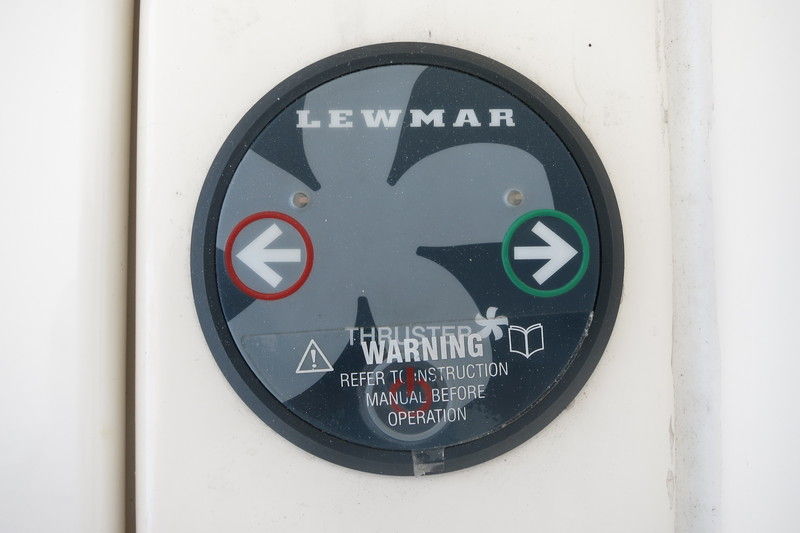 LEWMAR
THRUSTER
WARNING
REFER TO INSTRUCTION
MANUAL BEFORE
OPERATION